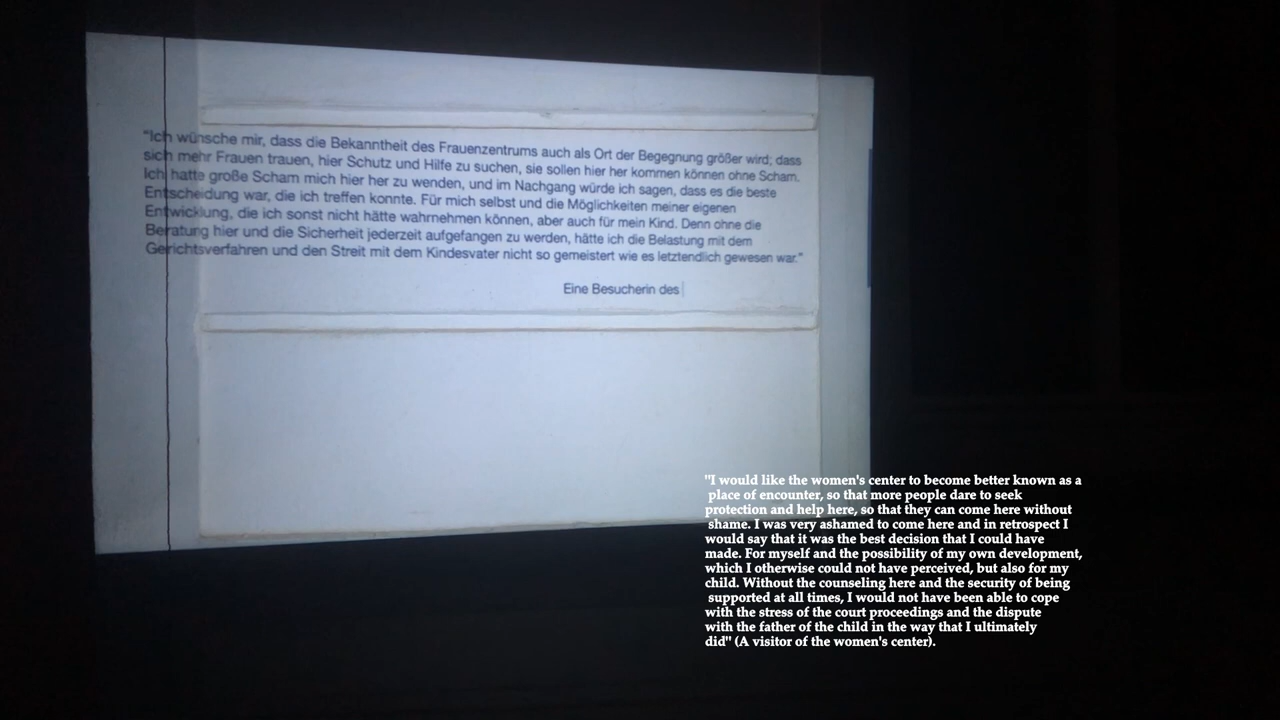 "Ich wünsche mir, dass die Bekanntheit des Frauenzentrums auch als Ort der Begegnung größer wird; dass
sich mehr Frauen trauen, hier Schutz und Hilfe zu suchen, sie sollen hier her kommen können ohne Scham.
Ich hatte große Scham mich hier her zu wenden, und im Nachgang würde ich sagen, dass es die beste
Entscheidung war, die ich treffen konnte. Für mich selbst und die Möglichkeiten meiner eigenen
Entwicklung, die ich sonst nicht hätte wahrnehmen können, aber auch für mein Kind. Denn ohne die
Beratung hier und die Sicherheit jederzeit aufgefangen zu werden, hätte ich die Belastung mit dem
Gerichtsverfahren und den Streit mit dem Kindesvater nicht so gemeistert wie es letztendlich gewesen war."
Eine Besucherin des
"I would like the women's center to become better known as a
place of encounter, so that more people dare to seek
protection and help here, so that they can come here without
shame. I was very ashamed to come here and in retrospect I
would say that it was the best decision that I could have
made. For myself and the possibility of my own development,
which I otherwise could not have perceived, but also for my
child. Without the counseling here and the security of being
supported at all times, I would not have been able to cope
with the stress of the court proceedings and the dispute
with the father of the child in the way that I ultimately
did" (A visitor of the women's center).